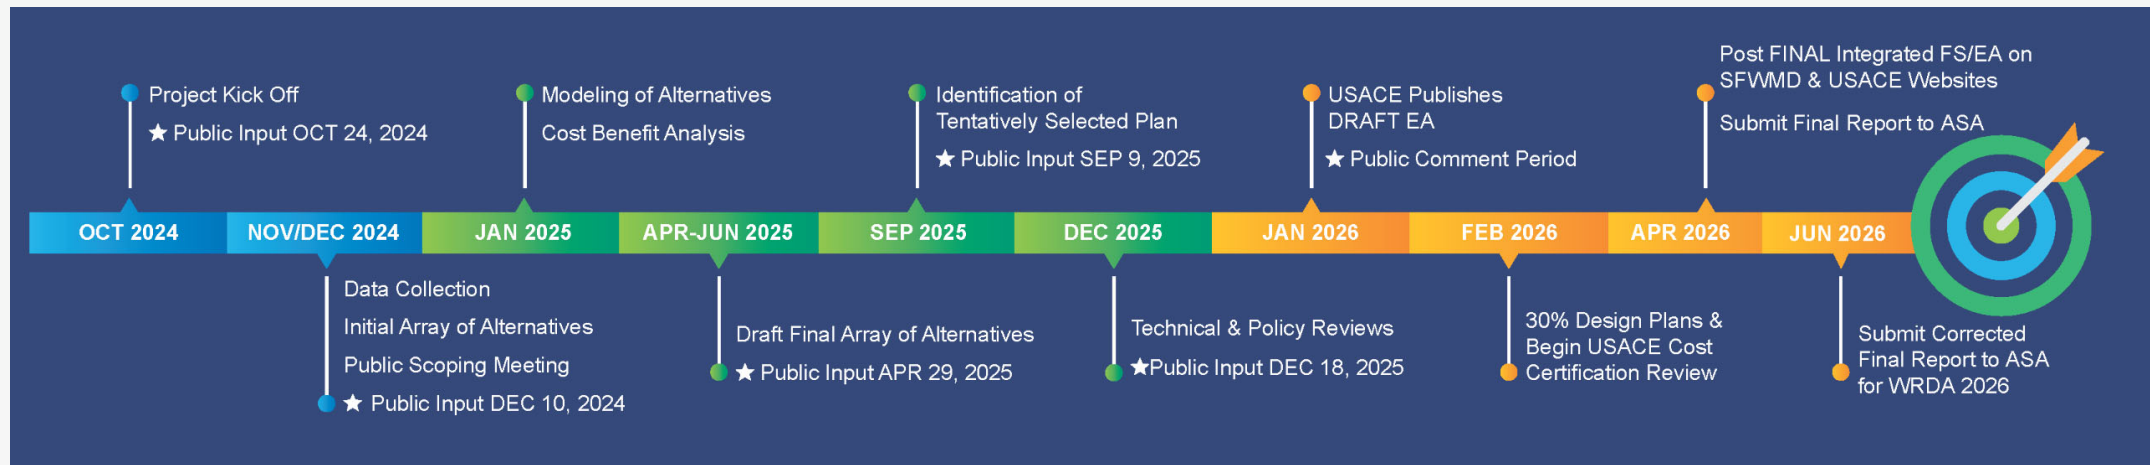 Project Kick Off
★ Public Input OCT 24, 2024
Modeling of Alternatives
Cost Benefit Analysis
Identification of
Tentatively Selected Plan
★ Public Input SEP 9, 2025
USACE Publishes
DRAFT EA
★ Public Comment Period
Post FINAL Integrated FS/EA on
SFWMD & USACE Websites
Submit Final Report to ASA
OCT 2024
NOV/DEC 2024
JAN 2025
APR-JUN 2025
SEP 2025
DEC 2025
JAN 2026
FEB 2026
APR 2026
JUN 2026
Data Collection
Initial Array of Alternatives
Public Scoping Meeting
★ Public Input DEC 10, 2024
Draft Final Array of Alternatives
★ Public Input APR 29, 2025
Technical & Policy Reviews
★Public Input DEC 18, 2025
30% Design Plans &
Begin USACE Cost
Certification Review
Submit Corrected
Final Report to ASA
for WRDA 2026